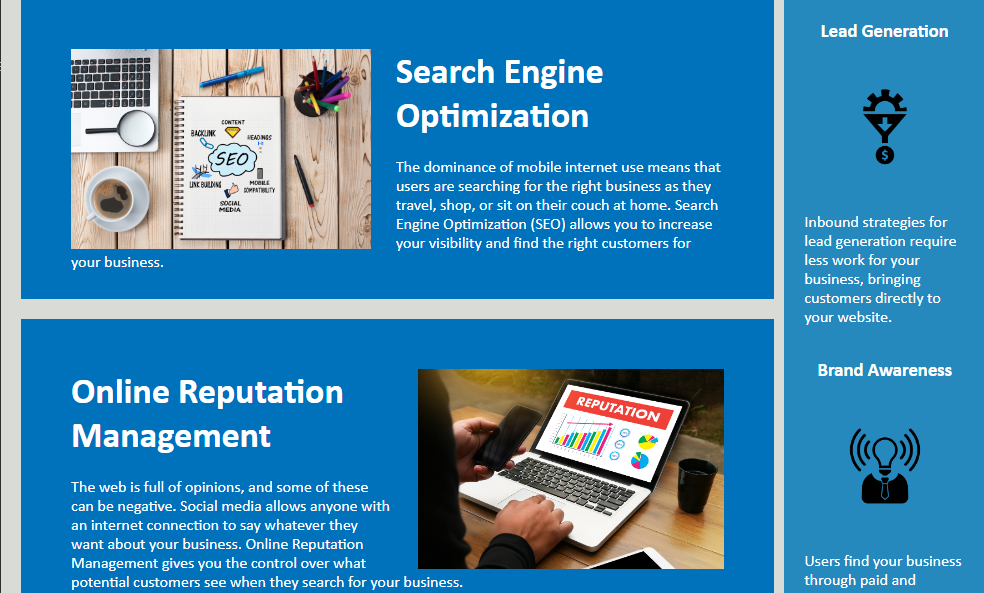 Search Engine
Optimization
The dominance of mobile internet use means that
users are searching for the right business as they
travel, shop, or sit on their couch at home. Search
Engine Optimization (SEO) allows you to increase
your visibility and find the right customers for
your business.
CONTENT
BACKLINK
HEADINGS
SEO
LINK BUILDING
MOBILE
COMPATIBILITY
SOCIAL
MEDIA
Online Reputation
Management
The web is full of opinions, and some of these
can be negative. Social media allows anyone with
an internet connection to say whatever they
want about your business. Online Reputation
Management gives you the control over what
potential customers see when they search for your business.
REPUTATION
Lead Generation
$
Inbound strategies for
lead generation require
less work for your
business, bringing
customers directly to
your website.
Brand Awareness
Users find your business
through paid and